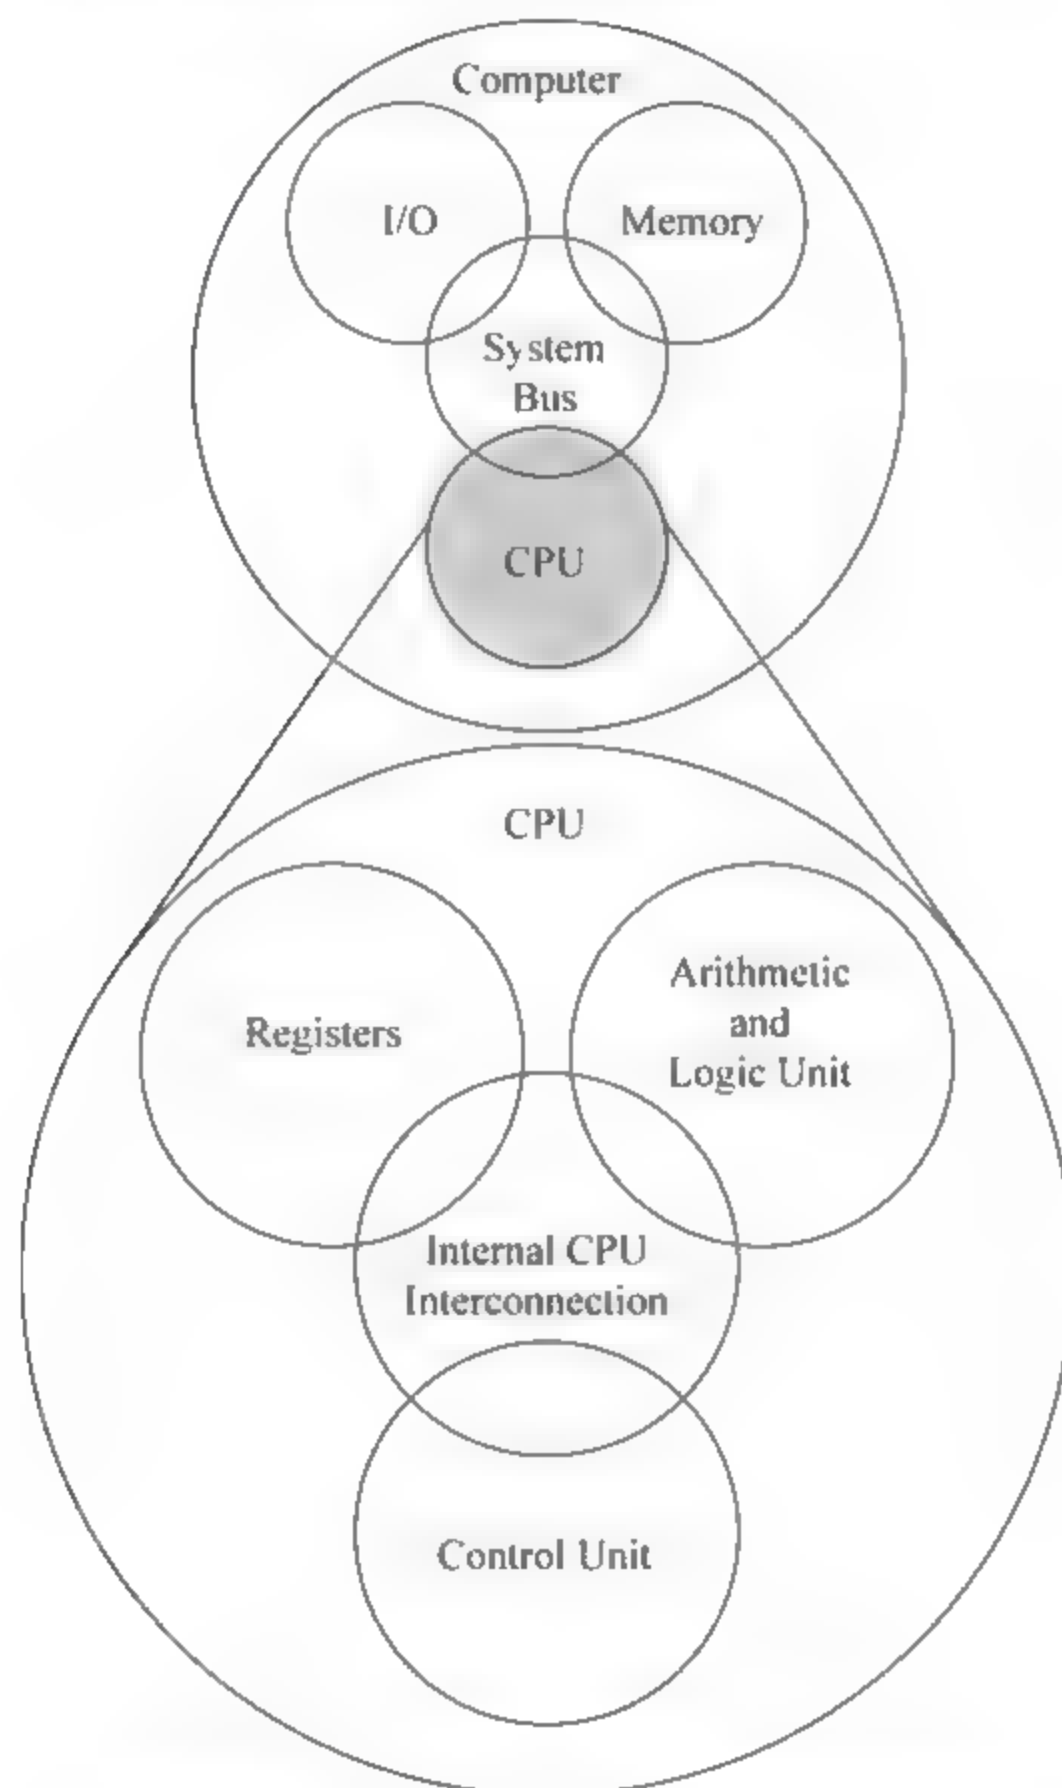 Computer
I/O
Memory
System
Bus
CPU
CPU
Registers
Arithmetic
and
Logic Unit
Internal CPU
Interconnection
Control Unit